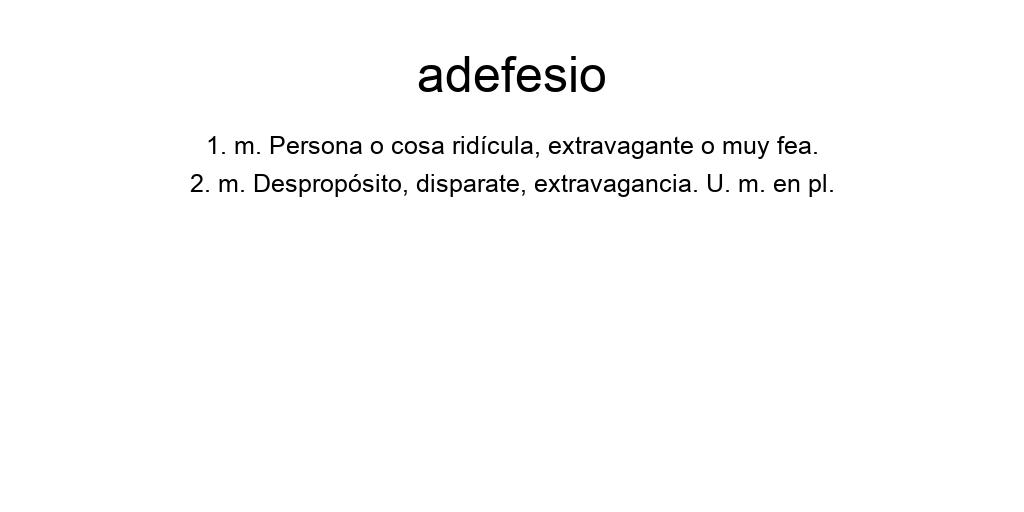 adefesio
1. m. Persona o cosa ridícula, extravagante o muy fea.
2. m. Despropósito, disparate, extravagancia. U. m. en pl.